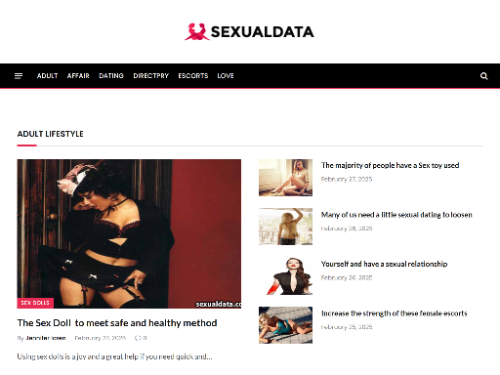 SEXUALDATA
ADULT AFFAIR DATING DIRECTPRY ESCORTS LOVE
ADULT LIFESTYLE
sexualdata.co
SEX DOLLS
The Sex Doll to meet safe and healthy method
By Jennifer loren February 27, 2025 0
Using sex dolls is a joy and a great help if you need quick and...
The majority of people have a Sex toy used
February 27, 2025
Many of us need a little sexual dating to loosen
February 26, 2025
Yourself and have a sexual relationship
February 26, 2025
Increase the strength of these female escorts
February 25, 2025